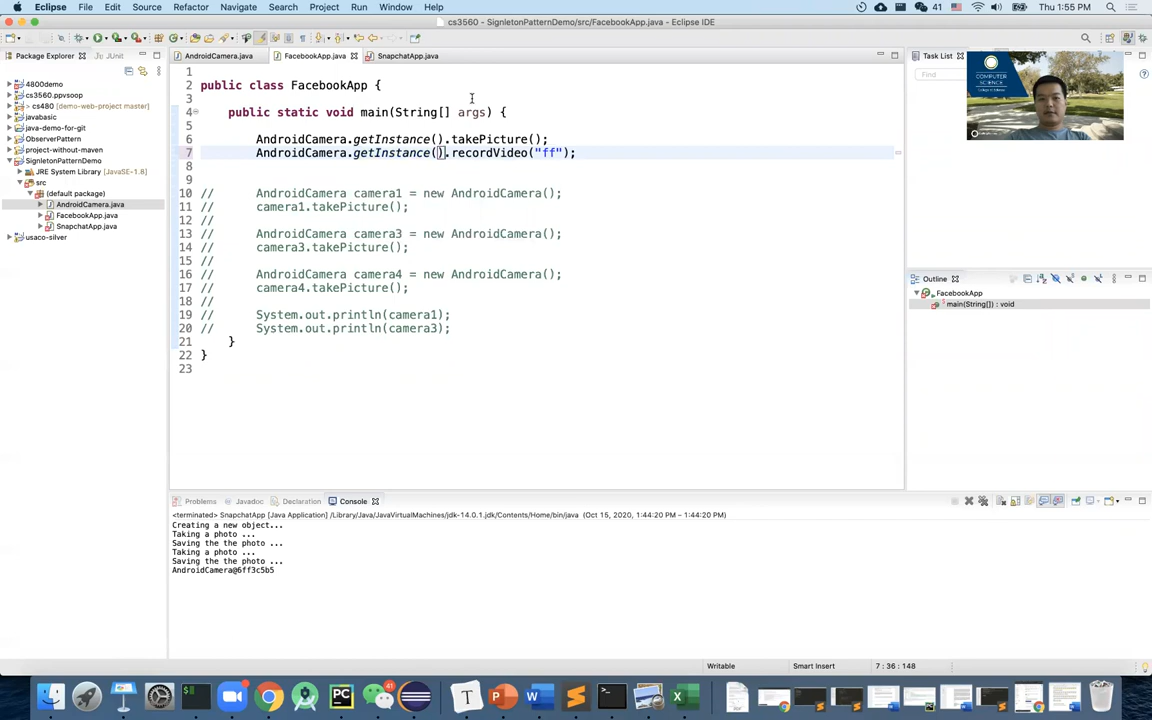 Eclipse File Edit Source Refactor Navigate Search Project Run Window Help 41 Thu 1:55 PM
cs3560 – SignletonPatternDemo/src/FacebookApp.java – Eclipse IDE
Package Explorer JUnit
AndroidCamera.java FacebookApp.java SnapchatApp.java
Task List
Find
COMPUTER
SCIENCE
4800demo
cs3560.ppvsoop
cs480 [demo-web-project master]
java-demo-for-git
javabasic
ObserverPattern
project-without-maven
SignletonPatternDemo
JRE System Library [JavaSE-1.8]
src
(default package)
AndroidCamera.java
FacebookApp.java
SnapchatApp.java
usaco-silver
1
2 public class FacebookApp {
3
4 public static void main(String[] args) {
5
6 AndroidCamera.getInstance().takePicture();
7 AndroidCamera.getInstance().recordVideo("ff");
8
9
10 // AndroidCamera camera1 = new AndroidCamera();
11 // camera1.takePicture();
12 //
13 // AndroidCamera camera3 = new AndroidCamera();
14 // camera3.takePicture();
15 //
16 // AndroidCamera camera4 = new AndroidCamera();
17 // camera4.takePicture();
18 //
19 // System.out.println(camera1);
20 // System.out.println(camera3);
21 }
22 }
23
Outline
FacebookApp
main(String[]) : void
Problems Javadoc Declaration Console
<terminated> SnapchatApp [Java Application] /Library/Java/JavaVirtualMachines/jdk-14.0.1.jdk/Contents/Home/bin/java (Oct 15, 2020, 1:44:20 PM – 1:44:20 PM)
Creating a new object...
Taking a photo ...
Saving the the photo ...
Taking a photo ...
Saving the the photo ...
AndroidCamera@6ff3c5b5
Writable Smart Insert 7 : 36 : 148